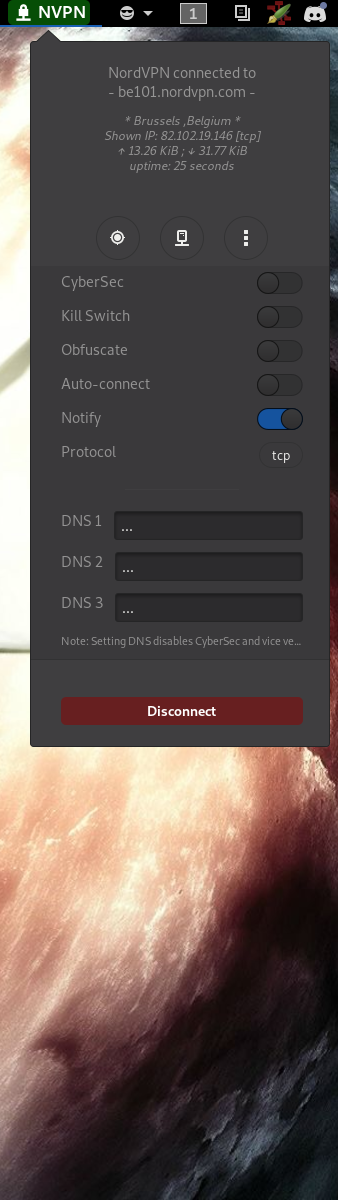 NVPN
1
NordVPN connected to
- be101.nordvpn.com -
* Brussels ,Belgium *
Shown IP: 82.102.19.146 [tcp]
↑ 13.26 KiB ; ↓ 31.77 KiB
uptime: 25 seconds
CyberSec
Kill Switch
Obfuscate
Auto-connect
Notify
Protocol tcp
DNS 1 ...
DNS 2 ...
DNS 3 ...
Note: Setting DNS disables CyberSec and vice ve...
Disconnect